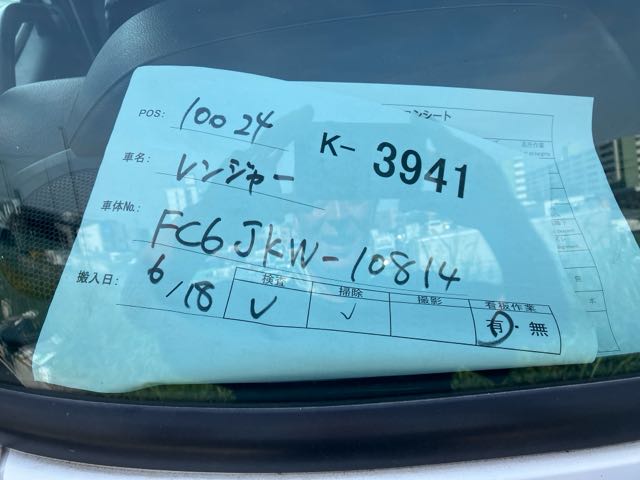 POS: 10024
K-3941
ンシート
車名: レンジャー
車体No.: FC6JKW-10814
搬入日: 6/18
検査 掃除 撮影 看板作業
有・無